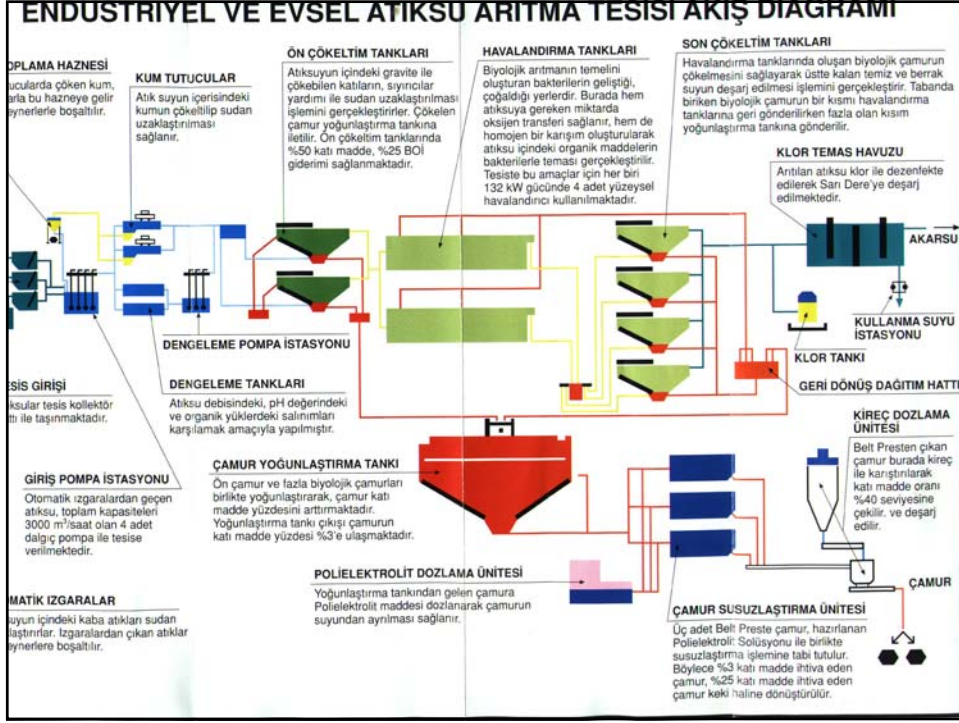 ENDÜSTRİYEL VE EVSEL ATIKSU ARITMA TESİSİ AKIŞ DİAGRAMI
OPLAMA HAZNESİ
ucularda çöken kum,
arla bu hazneye gelir
eynerlerle boşaltılır.
KUM TUTUCULAR
Atık suyun içerisindeki
kumun çökeltilip sudan
uzaklaştırılması
sağlanır.
ÖN ÇÖKELTİM TANKLARI
Atıksuyun içindeki gravite ile
çökebilen katıların, sıyırıcılar
yardımı ile sudan uzaklaştırılması
işlemini gerçekleştirirler. Çökelen
çamur yoğunlaştırma tankına
iletilir. Ön çökeltim tanklarında
%50 katı madde, %25 BOİ
giderimi sağlanmaktadır.
HAVALANDIRMA TANKLARI
Biyolojik arıtmanın temelini
oluşturan bakterilerin geliştiği,
çoğaldığı yerlerdir. Burada hem
atıksuya gereken miktarda
oksijen transferi sağlanır, hem de
homojen bir karışım oluşturularak
atıksu içindeki organik maddelerin
bakterilerle teması gerçekleştirilir.
Tesiste bu amaçlar için her biri
132 kW gücünde 4 adet yüzeysel
havalandırıcı kullanılmaktadır.
SON ÇÖKELTİM TANKLARI
Havalandırma tanklarında oluşan biyolojik çamurun
çökelmesini sağlayarak üstte kalan temiz ve berrak
suyun deşarj edilmesi işlemini gerçekleştirir. Tabanda
biriken biyolojik çamurun bir kısmı havalandırma
tanklarına geri gönderilirken fazla olan kısım
yoğunlaştırma tankına gönderilir.
KLOR TEMAS HAVUZU
Arıtılan atıksu klor ile dezenfekte
edilerek Sarı Dere'ye deşarj
edilmektedir.
AKARSU
KULLANMA SUYU
İSTASYONU
KLOR TANKI
GERİ DÖNÜŞ DAĞITIM HATTI
DENGELEME POMPA İSTASYONU
DENGELEME TANKLARI
Atıksu debisindeki, pH değerindeki
ve organik yüklerdeki salınımları
karşılamak amacıyla yapılmıştır.
ESİS GİRİŞİ
ıksular tesis kollektör
ttı ile taşınmaktadır.
GİRİŞ POMPA İSTASYONU
Otomatik ızgaralardan geçen
atıksu, toplam kapasiteleri
3000 m³/saat olan 4 adet
dalgıç pompa ile tesise
verilmektedir.
ÇAMUR YOĞUNLAŞTIRMA TANKI
Ön çamur ve fazla biyolojik çamurları
birlikte yoğunlaştırarak, çamur katı
madde yüzdesini arttırmaktadır.
Yoğunlaştırma tankı çıkışı çamurun
katı madde yüzdesi %3'e ulaşmaktadır.
KİREÇ DOZLAMA
ÜNİTESİ
Belt Presten çıkan
çamur burada kireç
ile karıştırılarak
katı madde oranı
%40 seviyesine
çekilir. ve deşarj
edilir.
ÇAMUR
POLİELEKTROLİT DOZLAMA ÜNİTESİ
Yoğunlaştırma tankından gelen çamura
Polielektrolit maddesi dozlanarak çamurun
suyundan ayrılması sağlanır.
MATİK IZGARALAR
suyun içindeki kaba atıkları sudan
klaştırırlar. Izgaralardan çıkan atıklar
eynerlere boşaltılır.
ÇAMUR SUSUZLAŞTIRMA ÜNİTESİ
Üç adet Belt Preste çamur, hazırlanan
Polielektrolit Solüsyonu ile birlikte
susuzlaştırma işlemine tabi tutulur.
Böylece %3 katı madde ihtiva eden
çamur, %25 katı madde ihtiva eden
çamur keki haline dönüştürülür.